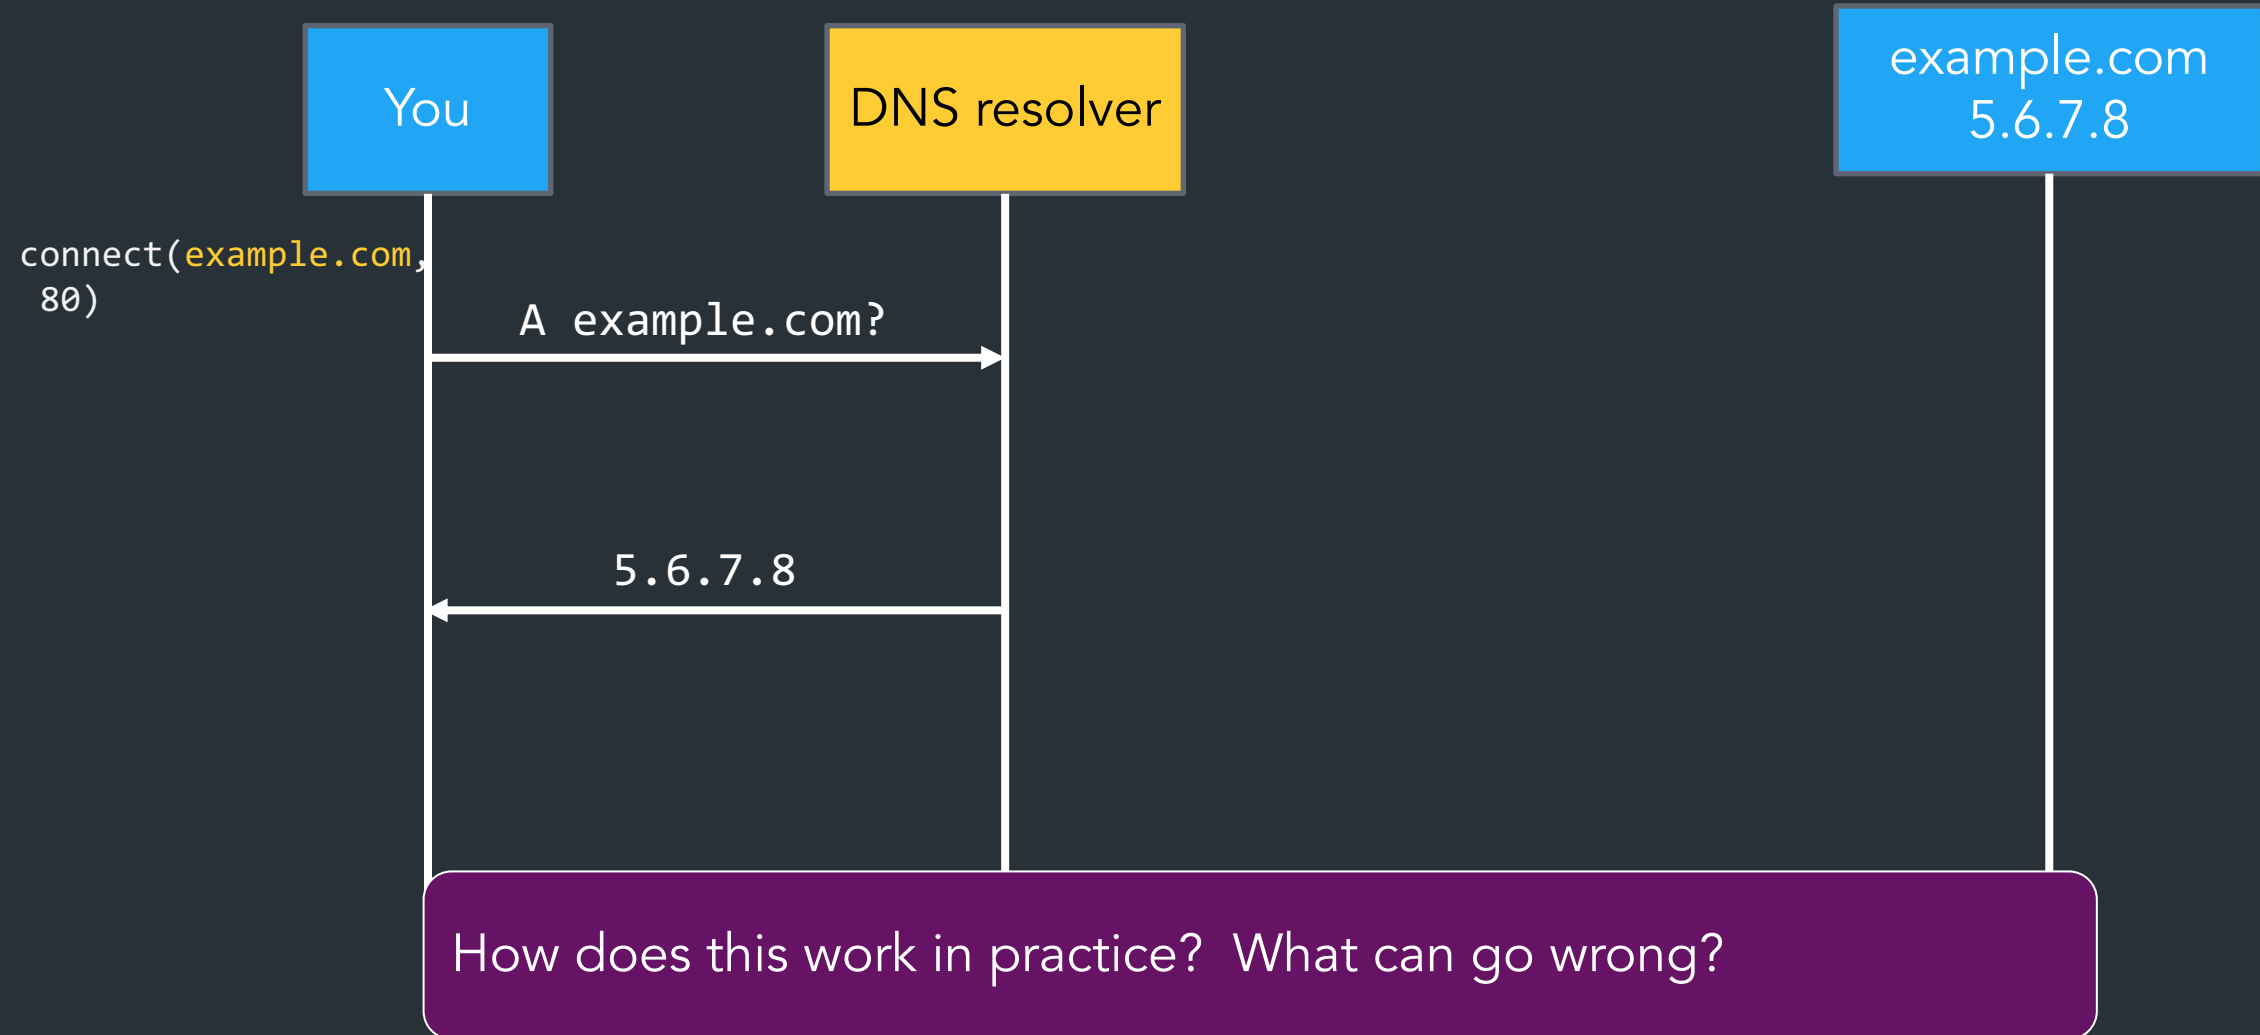 You
DNS resolver
example.com
5.6.7.8
connect(example.com,
80)
A example.com?
5.6.7.8
How does this work in practice?  What can go wrong?